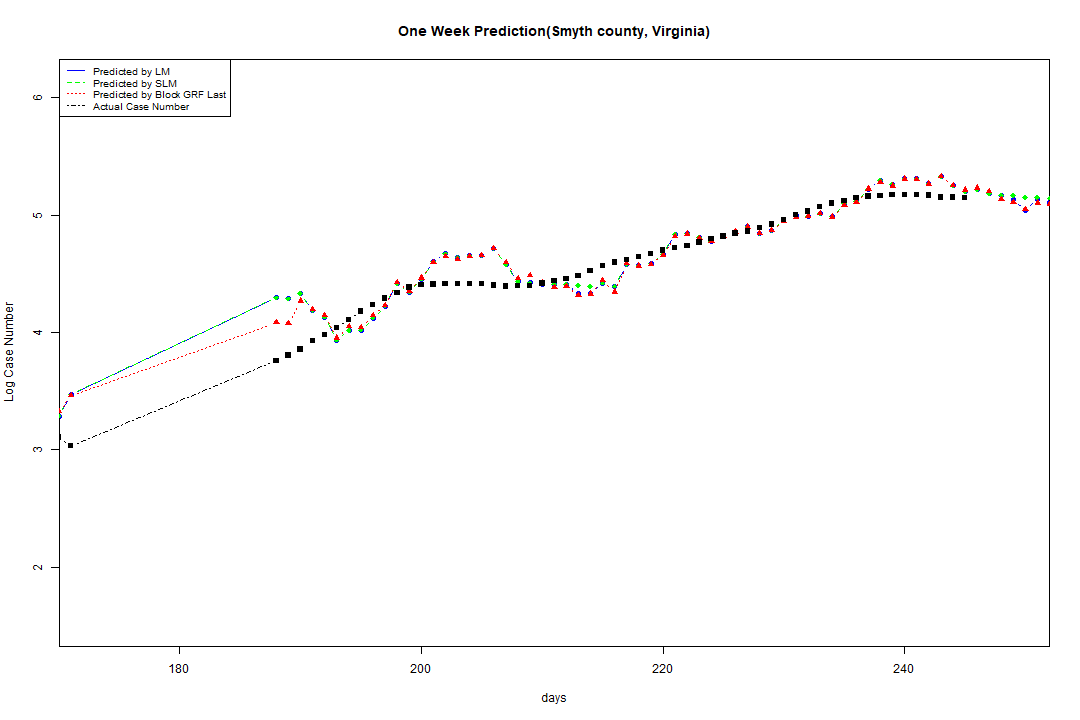 One Week Prediction(Smyth county, Virginia)
Predicted by LM
Predicted by SLM
Predicted by Block GRF Last
Actual Case Number
6
5
4
3
2
Log Case Number
180 200 220 240
days